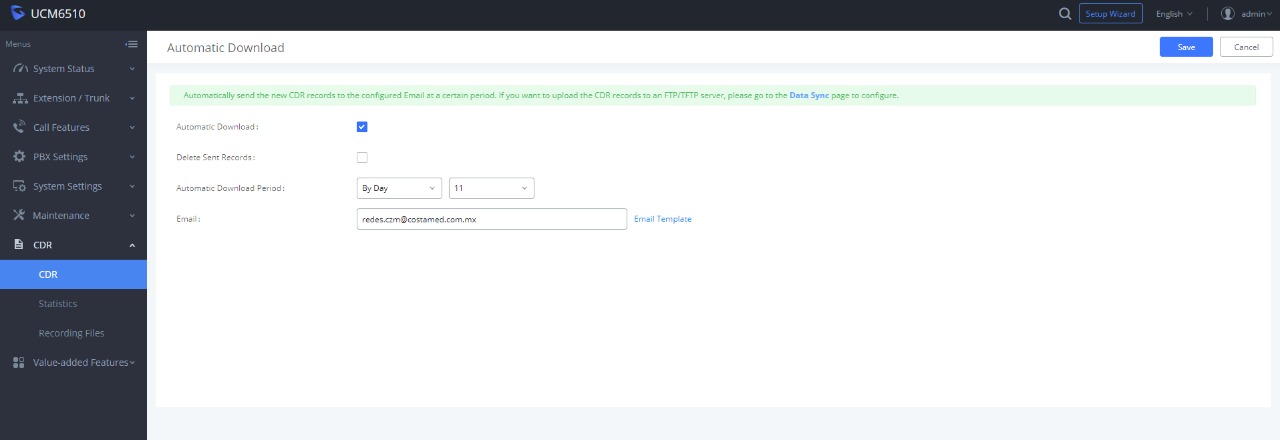 UCM6510
Setup Wizard
English
admin
Menus
Automatic Download
Save
Cancel
System Status
Extension / Trunk
Call Features
PBX Settings
System Settings
Maintenance
CDR
CDR
Statistics
Recording Files
Value-added Features
Automatically send the new CDR records to the configured Email at a certain period. If you want to upload the CDR records to an FTP/TFTP server, please go to the Data Sync page to configure.
Automatic Download :
Delete Sent Records :
Automatic Download Period :
By Day
11
Email :
redes.czm@costamed.com.mx
Email Template